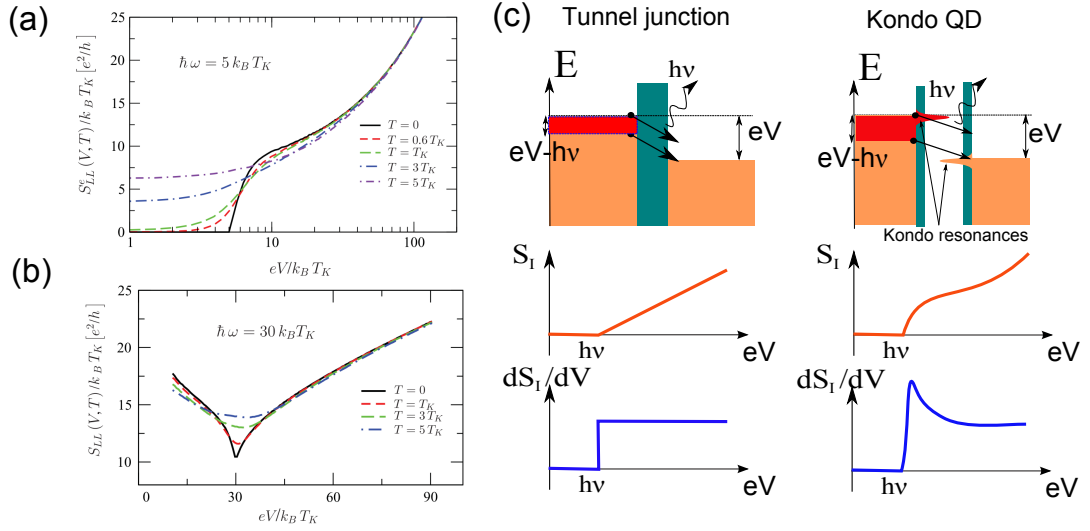 (a)
25
20
15
10
5
0
S^e_{LL}(V,T)/k_B T_K [e²/h]
ℏω = 5 k_B T_K
T = 0
T = 0.6 T_K
T = T_K
T = 3 T_K
T = 5 T_K
1
10
100
eV/k_B T_K
(b)
25
20
15
10
S_{LL}(V,T)/k_B T_K [e²/h]
ℏω = 30 k_B T_K
T = 0
T = T_K
T = 3 T_K
T = 5 T_K
0
30
60
90
eV/k_B T_K
(c)
Tunnel junction
E
hν
eV
eV-hν
S_I
hν
eV
dS_I/dV
hν
eV
Kondo QD
E
hν
eV
eV-hν
Kondo resonances
S_I
hν
eV
dS_I/dV
hν
eV